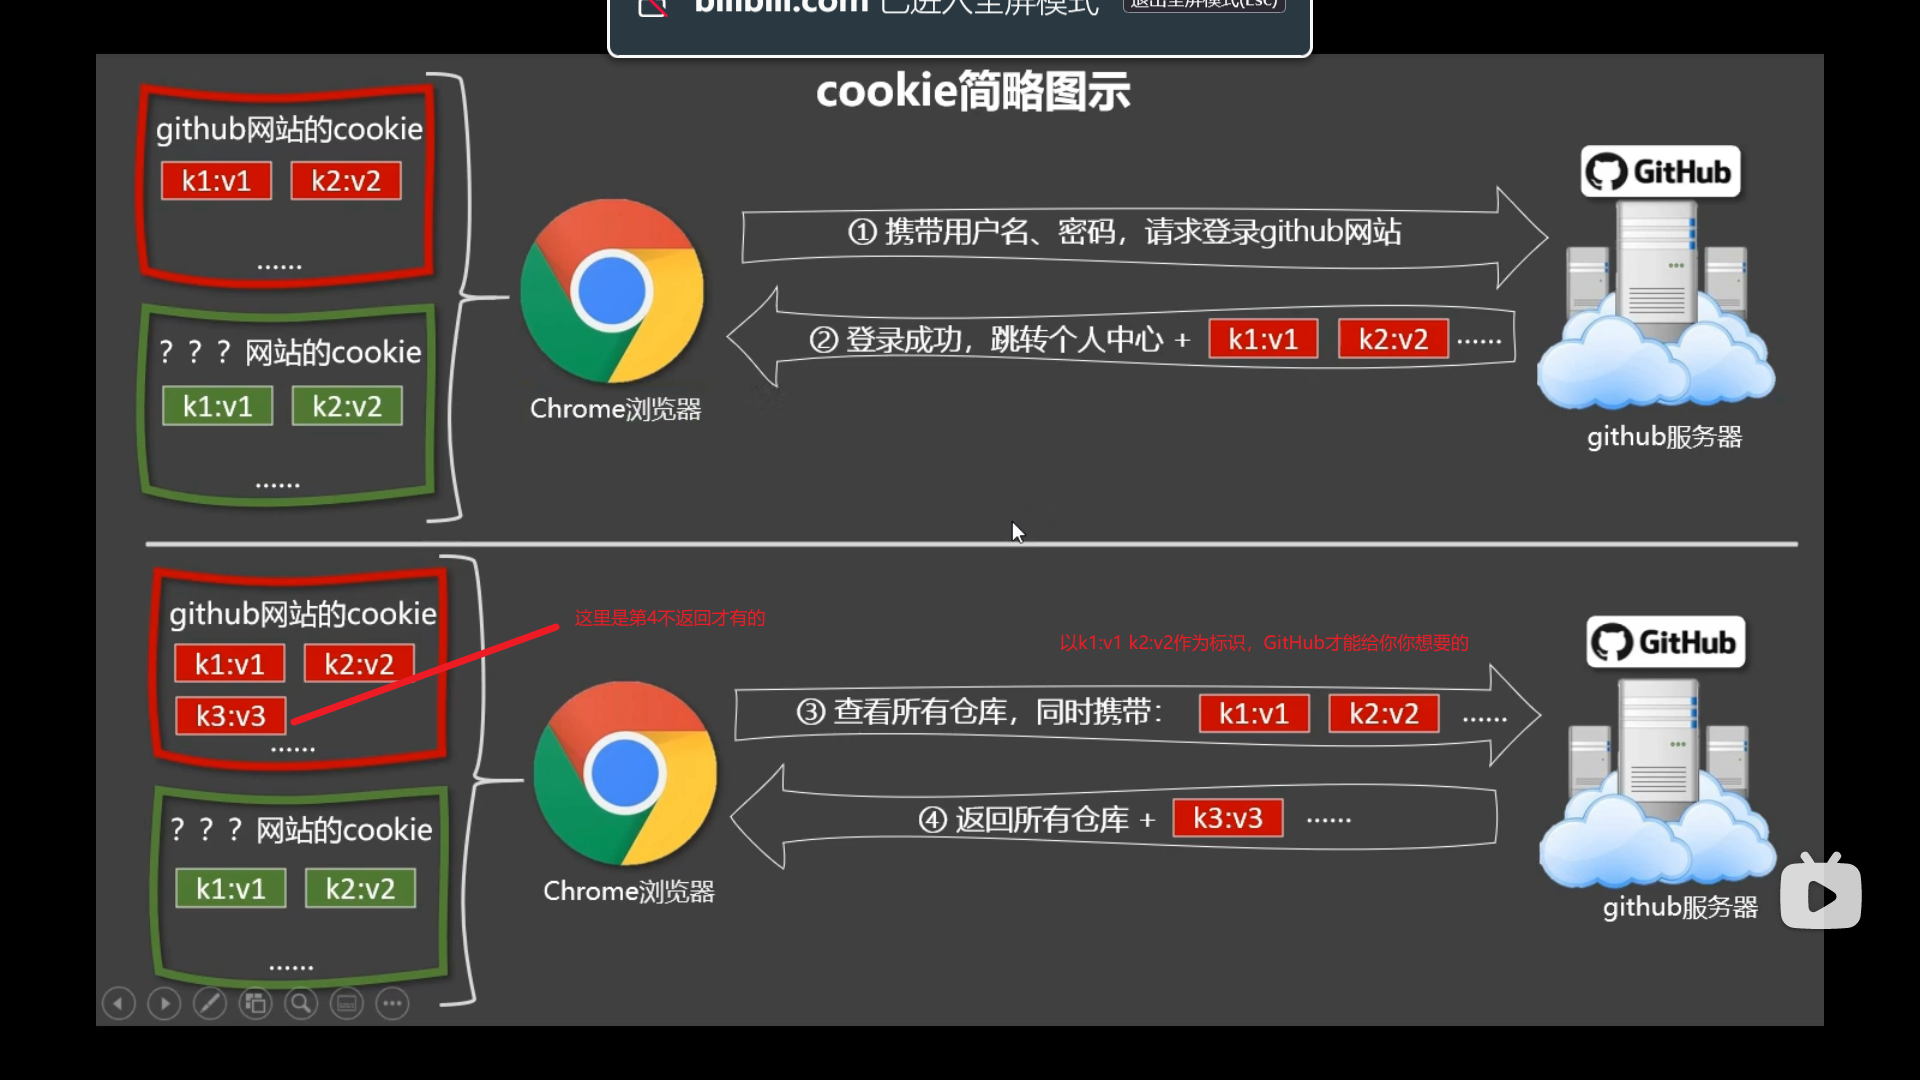 bilibili.com 已进入全屏模式 退出全屏模式(Esc)
cookie简略图示
github网站的cookie
k1:v1 k2:v2
......
？？？网站的cookie
k1:v1 k2:v2
......
Chrome浏览器
① 携带用户名、密码，请求登录github网站
② 登录成功，跳转个人中心 + k1:v1 k2:v2 ......
GitHub
github服务器
github网站的cookie
k1:v1 k2:v2
k3:v3
......
这里是第4不返回才有的
？？？网站的cookie
k1:v1 k2:v2
......
Chrome浏览器
以k1:v1 k2:v2作为标识，GitHub才能给你你想要的
③ 查看所有仓库，同时携带： k1:v1 k2:v2 ......
④ 返回所有仓库 + k3:v3 ......
GitHub
github服务器